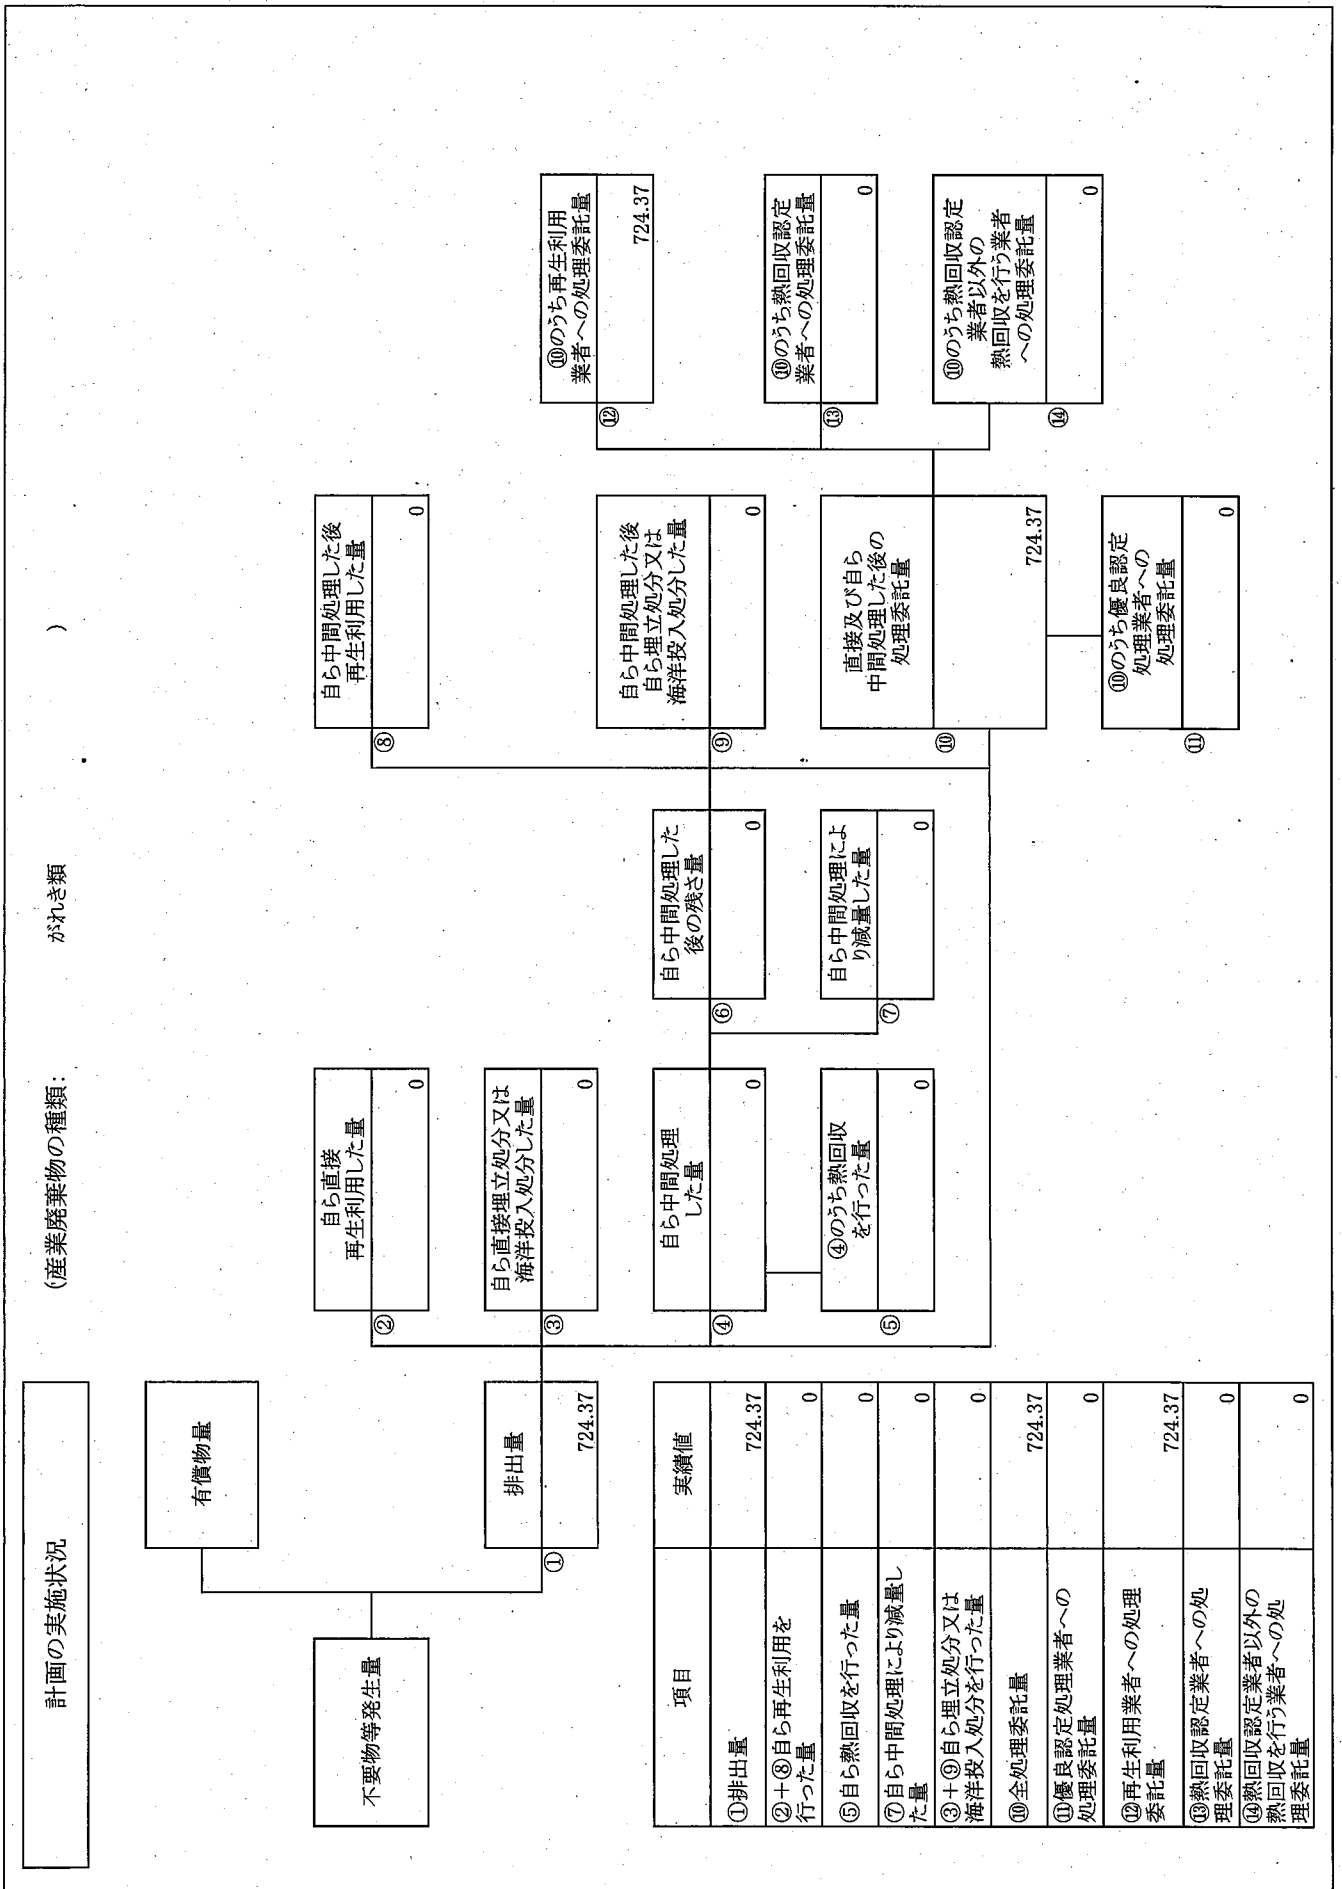 計画の実施状況
(産業廃棄物の種類:
がれき類
)
不要物等発生量
有償物量
①
排出量
724.37
②
自ら直接
再生利用した量
0
③
自ら直接埋立処分又は
海洋投入処分した量
0
④
自ら中間処理
した量
0
⑤
④のうち熱回収
を行った量
0
⑥
自ら中間処理した
後の残さ量
0
⑦
自ら中間処理によ
り減量した量
0
⑧
自ら中間処理した後
再生利用した量
0
⑨
自ら中間処理した後
自ら埋立処分又は
海洋投入処分した量
0
⑩
直接及び自ら
中間処理した後の
処理委託量
724.37
⑪
⑩のうち優良認定
処理業者への
処理委託量
0
⑫
⑩のうち再生利用
業者への処理委託量
724.37
⑬
⑩のうち熱回収認定
業者への処理委託量
0
⑭
⑩のうち熱回収認定
業者以外の
熱回収を行う業者
への処理委託量
0
項目 実績値
①排出量 724.37
②+⑧自ら再生利用を
行った量 0
⑤自ら熱回収を行った量 0
⑦自ら中間処理により減量し
た量 0
③+⑨自ら埋立処分又は
海洋投入処分を行った量 0
⑩全処理委託量 724.37
⑪優良認定処理業者への
処理委託量 0
⑫再生利用業者への処理
委託量 724.37
⑬熱回収認定業者への処
理委託量 0
⑭熱回収認定業者以外の
熱回収を行う業者への処
理委託量 0